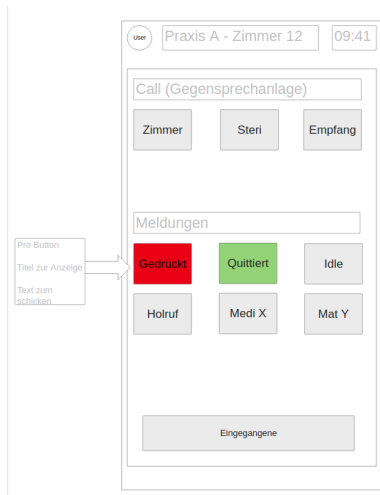 User
Praxis A - Zimmer 12
09:41
Call (Gegensprechanlage)
Zimmer
Steri
Empfang
Meldungen
Pro Button
Titel zur Anzeige
Text zum
schicken
Gedrückt
Quittiert
Idle
Holruf
Medi X
Mat Y
Eingegangene